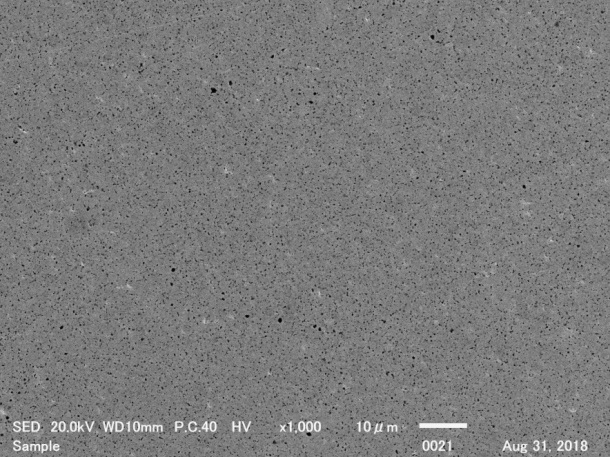 SED 20.0kV WD10mm P.C.40 HV x1,000 10μm
Sample 0021 Aug 31, 2018